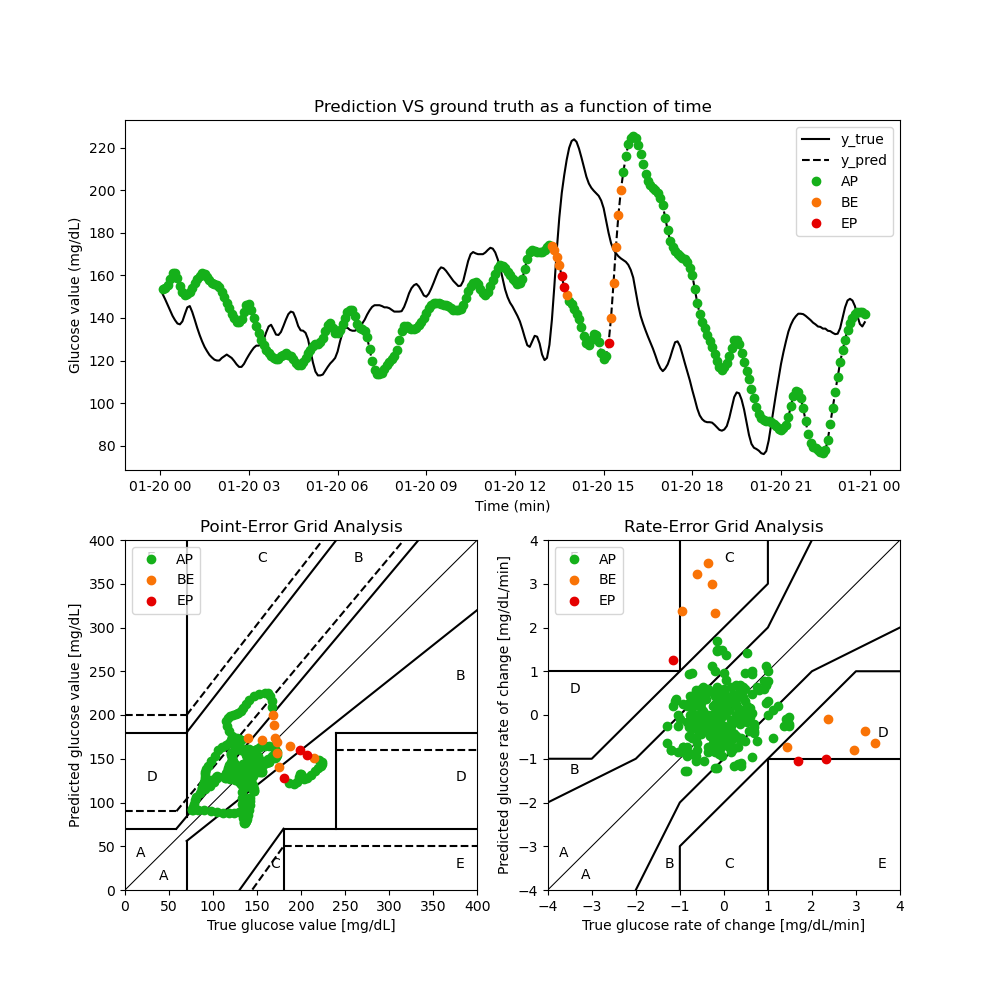 Prediction VS ground truth as a function of time
Glucose value (mg/dL)
220
200
180
160
140
120
100
80
y_true
y_pred
AP
BE
EP
01-20 00 01-20 03 01-20 06 01-20 09 01-20 12 01-20 15 01-20 18 01-20 21 01-21 00
Time (min)
Point-Error Grid Analysis
Predicted glucose value [mg/dL]
400
350
300
250
200
150
100
50
0
AP
BE
EP
C
B
B
D
D
A
A
C
E
0 50 100 150 200 250 300 350 400
True glucose value [mg/dL]
Rate-Error Grid Analysis
Predicted glucose rate of change [mg/dL/min]
4
3
2
1
0
−1
−2
−3
−4
AP
BE
EP
C
D
D
B
A
A
B
C
E
−4 −3 −2 −1 0 1 2 3 4
True glucose rate of change [mg/dL/min]